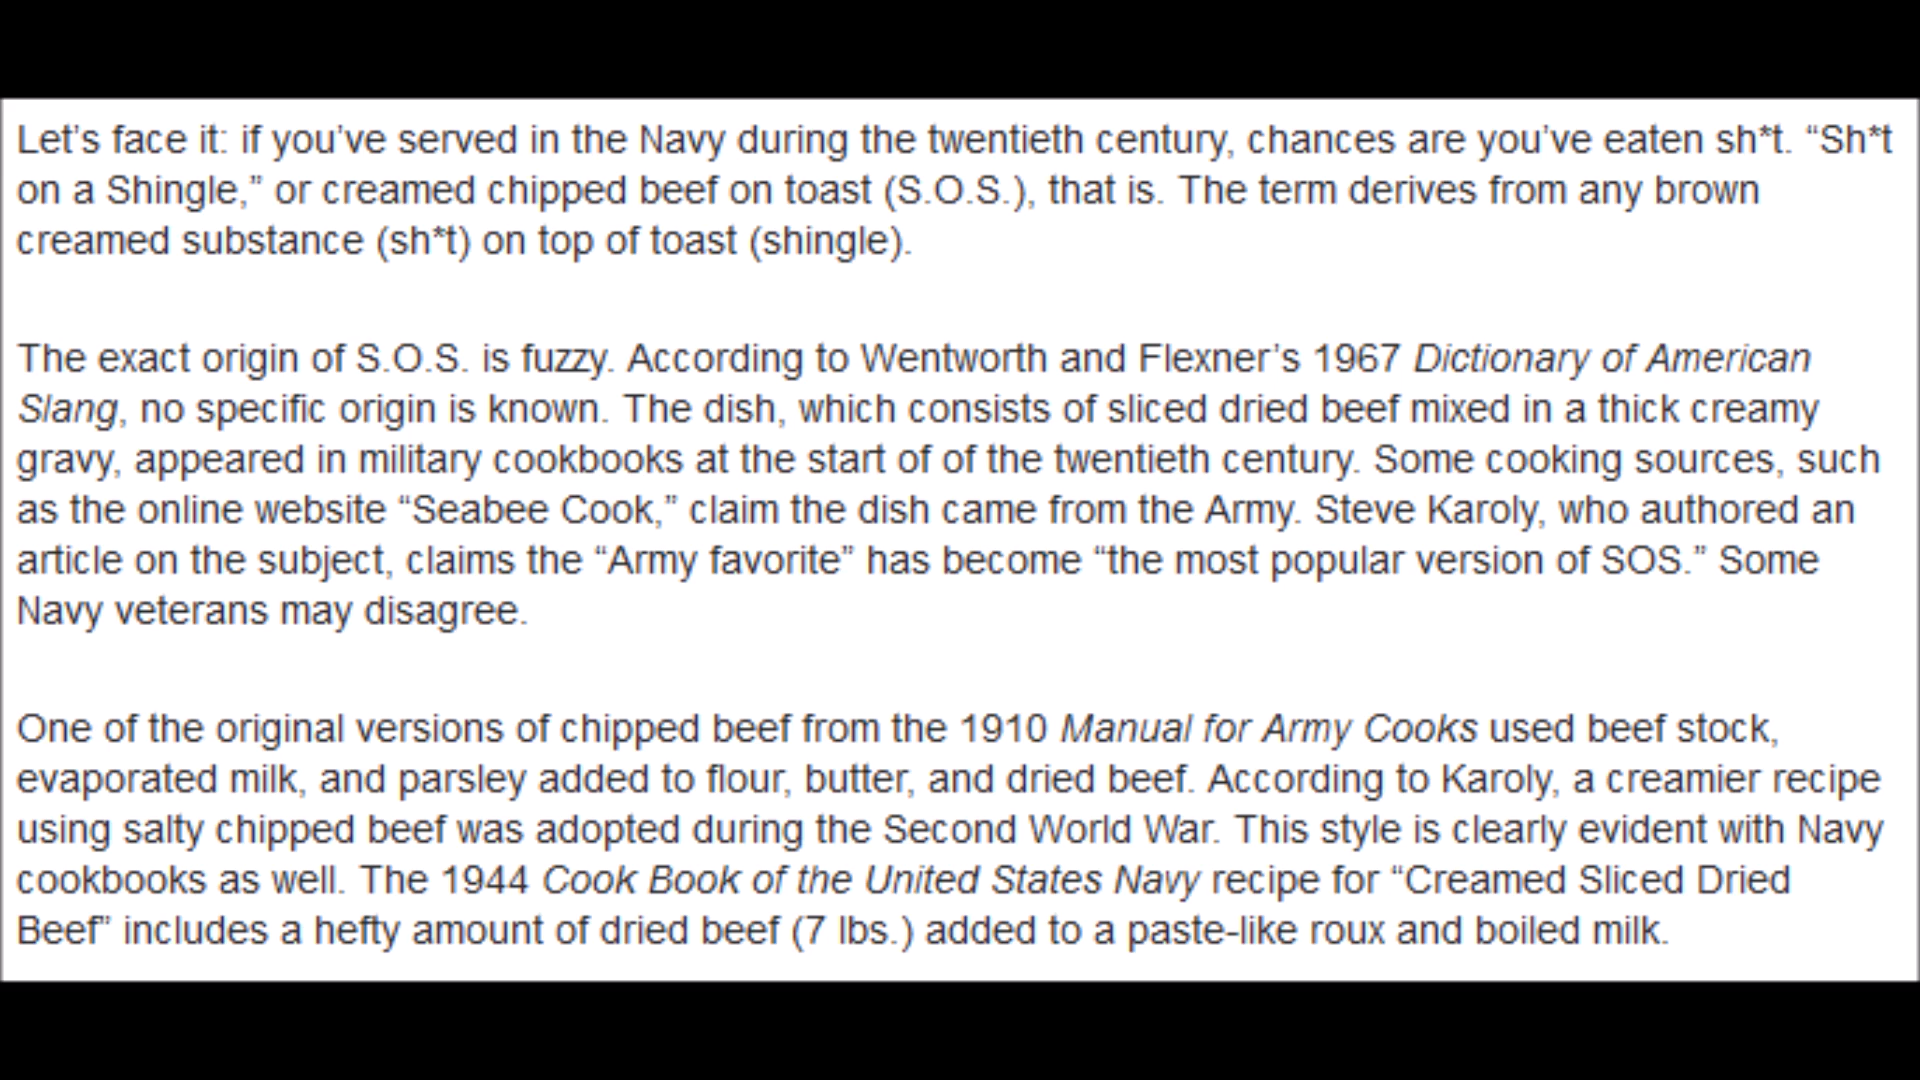 Let’s face it: if you’ve served in the Navy during the twentieth century, chances are you’ve eaten sh*t. “Sh*t
on a Shingle,” or creamed chipped beef on toast (S.O.S.), that is. The term derives from any brown
creamed substance (sh*t) on top of toast (shingle).
The exact origin of S.O.S. is fuzzy. According to Wentworth and Flexner’s 1967 Dictionary of American
Slang, no specific origin is known. The dish, which consists of sliced dried beef mixed in a thick creamy
gravy, appeared in military cookbooks at the start of of the twentieth century. Some cooking sources, such
as the online website “Seabee Cook,” claim the dish came from the Army. Steve Karoly, who authored an
article on the subject, claims the “Army favorite” has become “the most popular version of SOS.” Some
Navy veterans may disagree.
One of the original versions of chipped beef from the 1910 Manual for Army Cooks used beef stock,
evaporated milk, and parsley added to flour, butter, and dried beef. According to Karoly, a creamier recipe
using salty chipped beef was adopted during the Second World War. This style is clearly evident with Navy
cookbooks as well. The 1944 Cook Book of the United States Navy recipe for “Creamed Sliced Dried
Beef” includes a hefty amount of dried beef (7 lbs.) added to a paste-like roux and boiled milk.